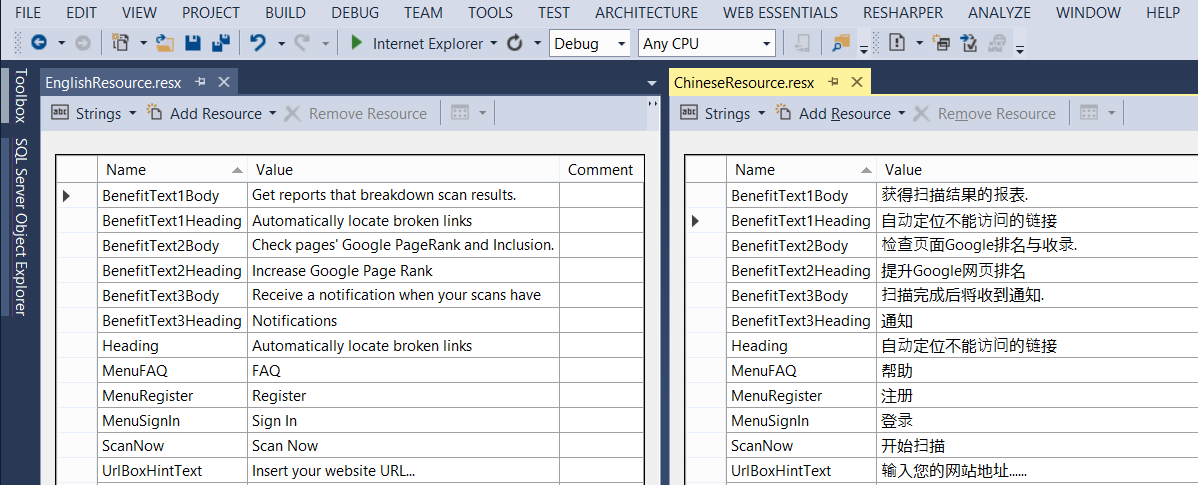 FILE EDIT VIEW PROJECT BUILD DEBUG TEAM TOOLS TEST ARCHITECTURE WEB ESSENTIALS RESHARPER ANALYZE WINDOW HELP
Internet Explorer Debug Any CPU
Toolbox
SQL Server Object Explorer
EnglishResource.resx
Strings Add Resource Remove Resource
Name Value Comment
BenefitText1Body Get reports that breakdown scan results.
BenefitText1Heading Automatically locate broken links
BenefitText2Body Check pages' Google PageRank and Inclusion.
BenefitText2Heading Increase Google Page Rank
BenefitText3Body Receive a notification when your scans have
BenefitText3Heading Notifications
Heading Automatically locate broken links
MenuFAQ FAQ
MenuRegister Register
MenuSignIn Sign In
ScanNow Scan Now
UrlBoxHintText Insert your website URL...
ChineseResource.resx
Strings Add Resource Remove Resource
Name Value
BenefitText1Body 获得扫描结果的报表.
BenefitText1Heading 自动定位不能访问的链接
BenefitText2Body 检查页面Google排名与收录.
BenefitText2Heading 提升Google网页排名
BenefitText3Body 扫描完成后将收到通知.
BenefitText3Heading 通知
Heading 自动定位不能访问的链接
MenuFAQ 帮助
MenuRegister 注册
MenuSignIn 登录
ScanNow 开始扫描
UrlBoxHintText 输入您的网站地址......